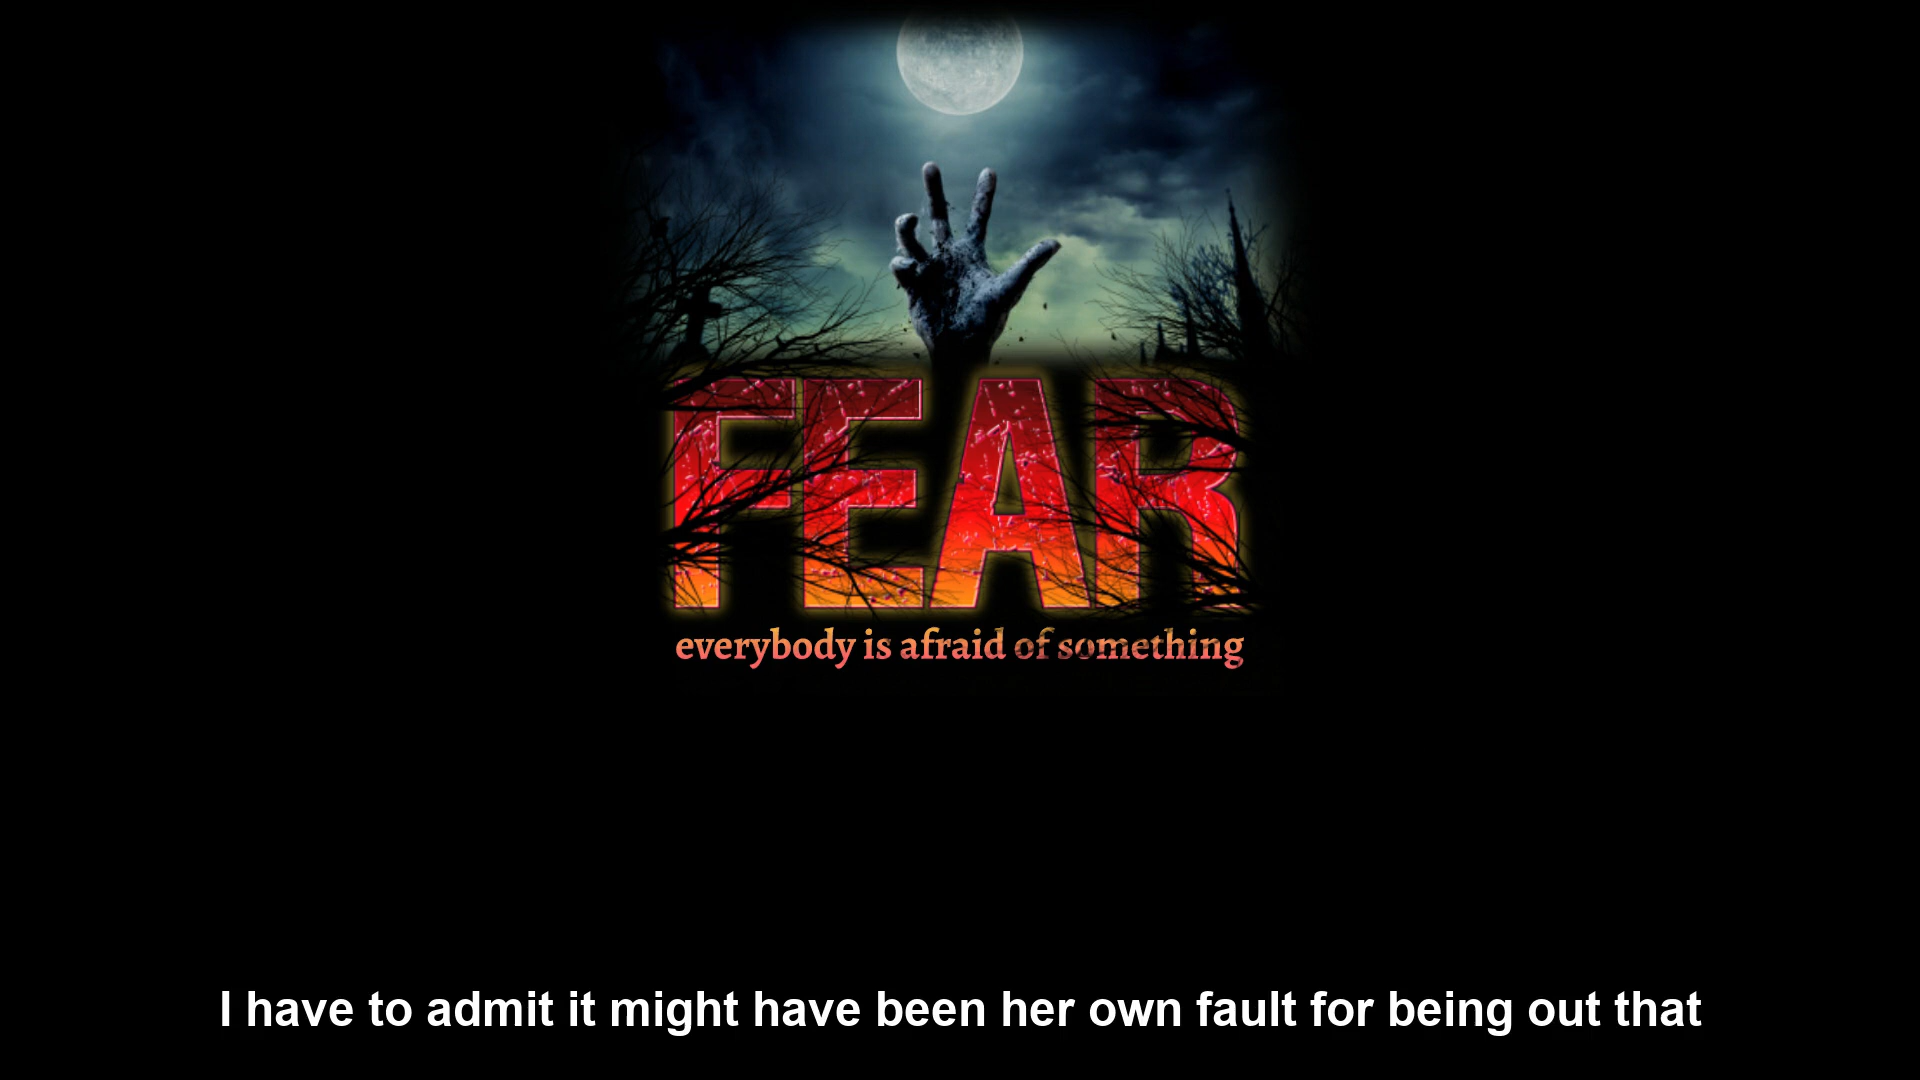 FEAR
everybody is afraid of something
I have to admit it might have been her own fault for being out that